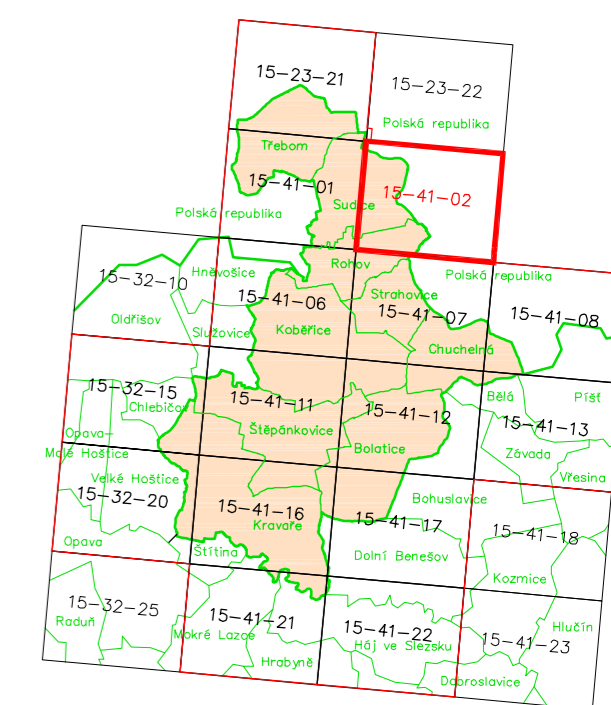 15-23-21
15-23-22
Polská republika
Třebom
15-41-01
15-41-02
Sudice
Polská republika
Rohov
Polská republika
Hněvošice
15-32-10
Strahovice
15-41-06
15-41-07
15-41-08
Oldřišov
Služovice
Kobeřice
Chuchelná
15-32-15
15-41-11
Bělá
Píšť
Chlebičov
15-41-12
15-41-13
Opava-
Malé Hoštice
Štěpánkovice
Bolatice
Závada
Velké Hoštice
Vřesina
15-32-20
Bohuslavice
15-41-16
Kravaře
15-41-17
15-41-18
Opava
Štítina
Dolní Benešov
Kozmice
15-32-25
Raduň
15-41-21
Mokré Lazce
15-41-22
Hlučín
Háj ve Slezsku
15-41-23
Hrabyně
Dobroslavice